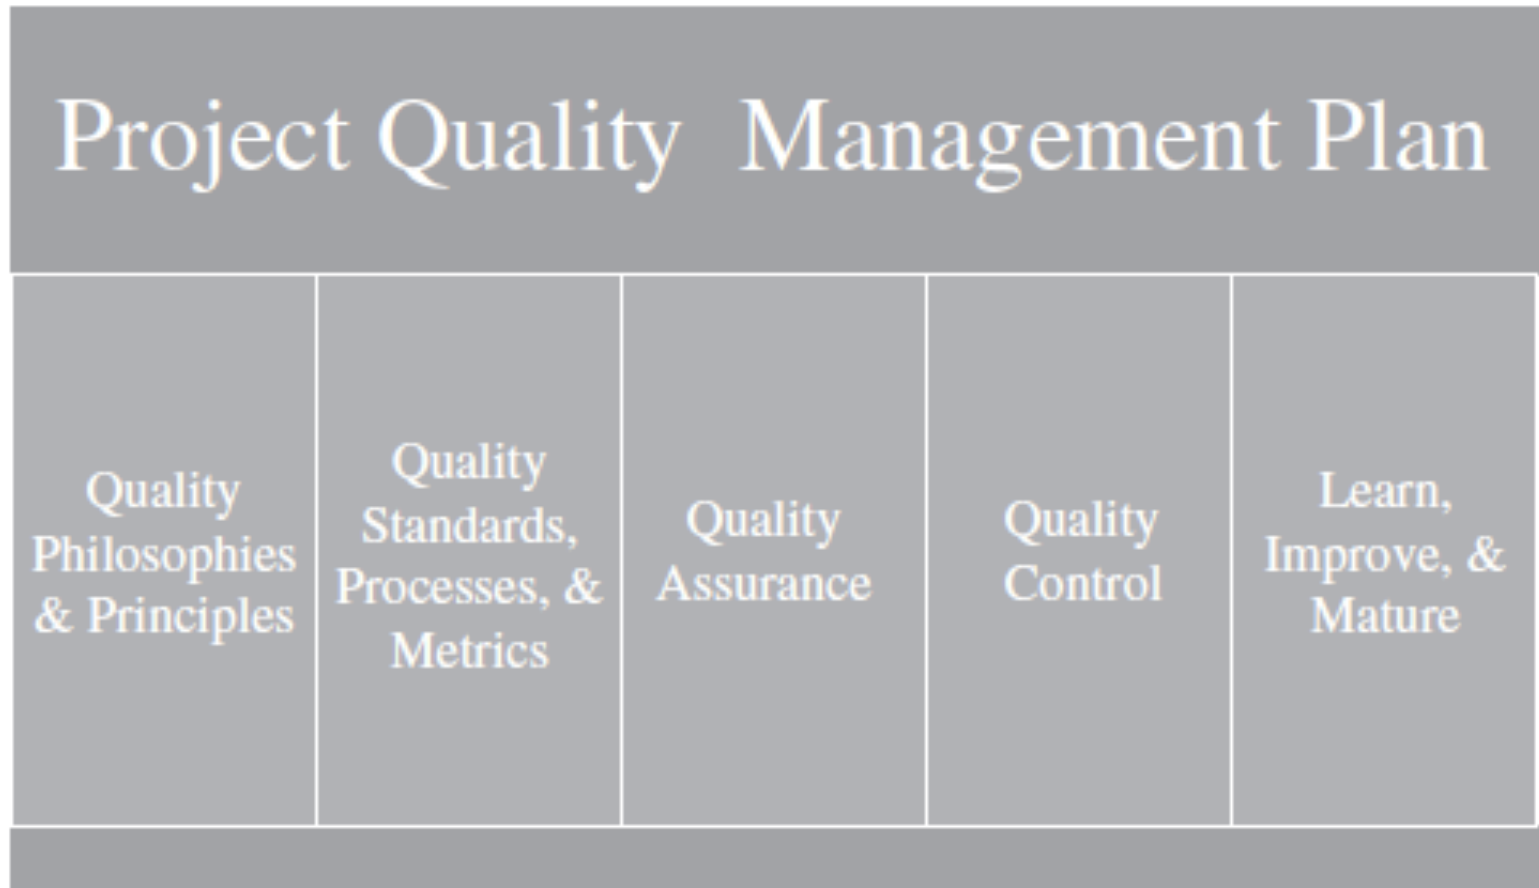 Project Quality Management Plan
Quality
Philosophies
& Principles
Quality
Standards,
Processes, &
Metrics
Quality
Assurance
Quality
Control
Learn,
Improve, &
Mature